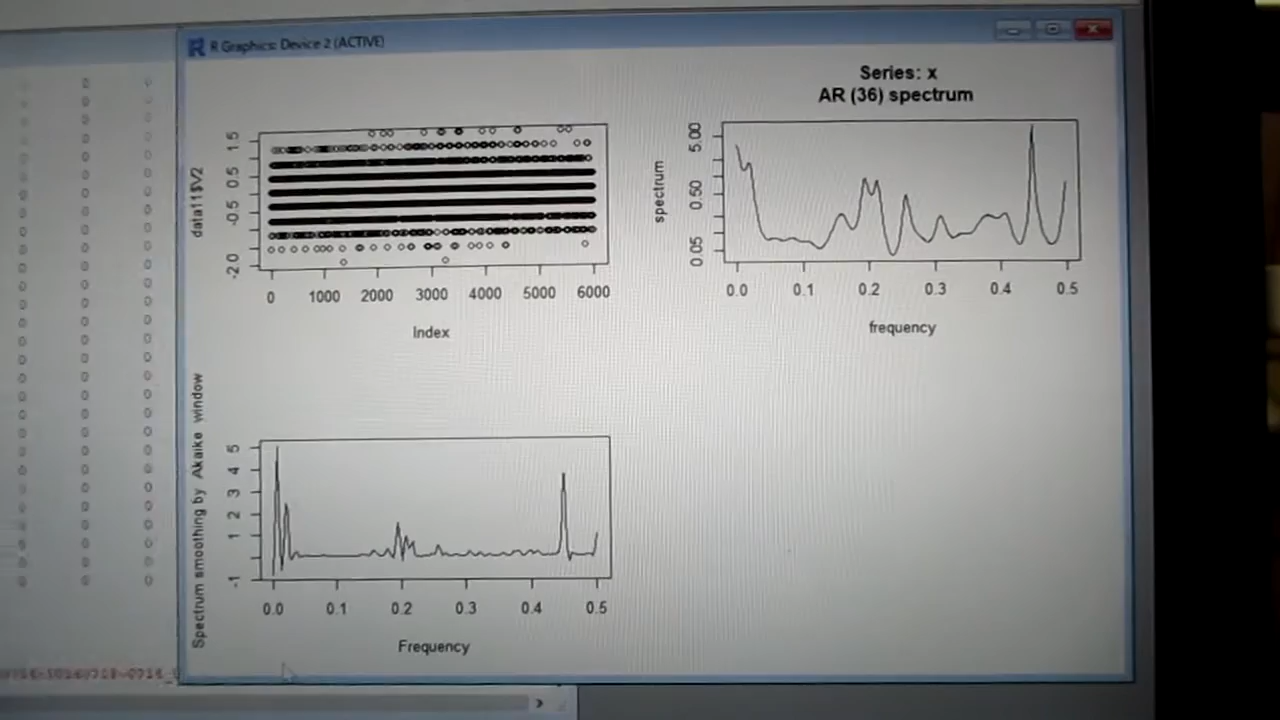 R Graphics: Device 2 (ACTIVE)
data11$V2
1.5
0.5
-0.5
-2.0
0 1000 2000 3000 4000 5000 6000
Index
Series: x
AR (36) spectrum
spectrum
5.00
0.50
0.05
0.0 0.1 0.2 0.3 0.4 0.5
frequency
Spectrum smoothing by Akaike window
5
4
3
2
1
-1
0.0 0.1 0.2 0.3 0.4 0.5
Frequency